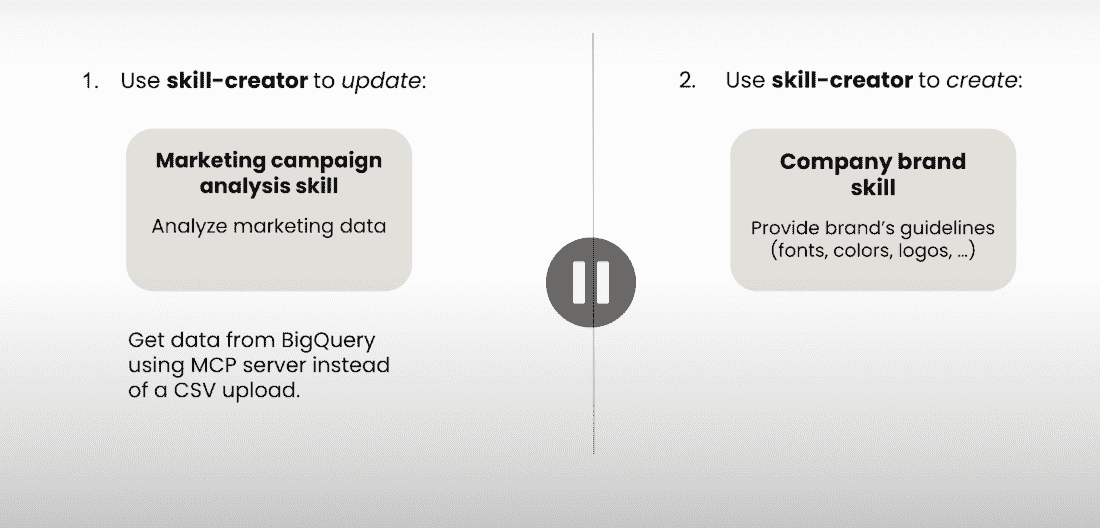 1. Use skill-creator to update:
Marketing campaign
analysis skill
Analyze marketing data
Get data from BigQuery
using MCP server instead
of a CSV upload.
2. Use skill-creator to create:
Company brand
skill
Provide brand's guidelines
(fonts, colors, logos, ...)